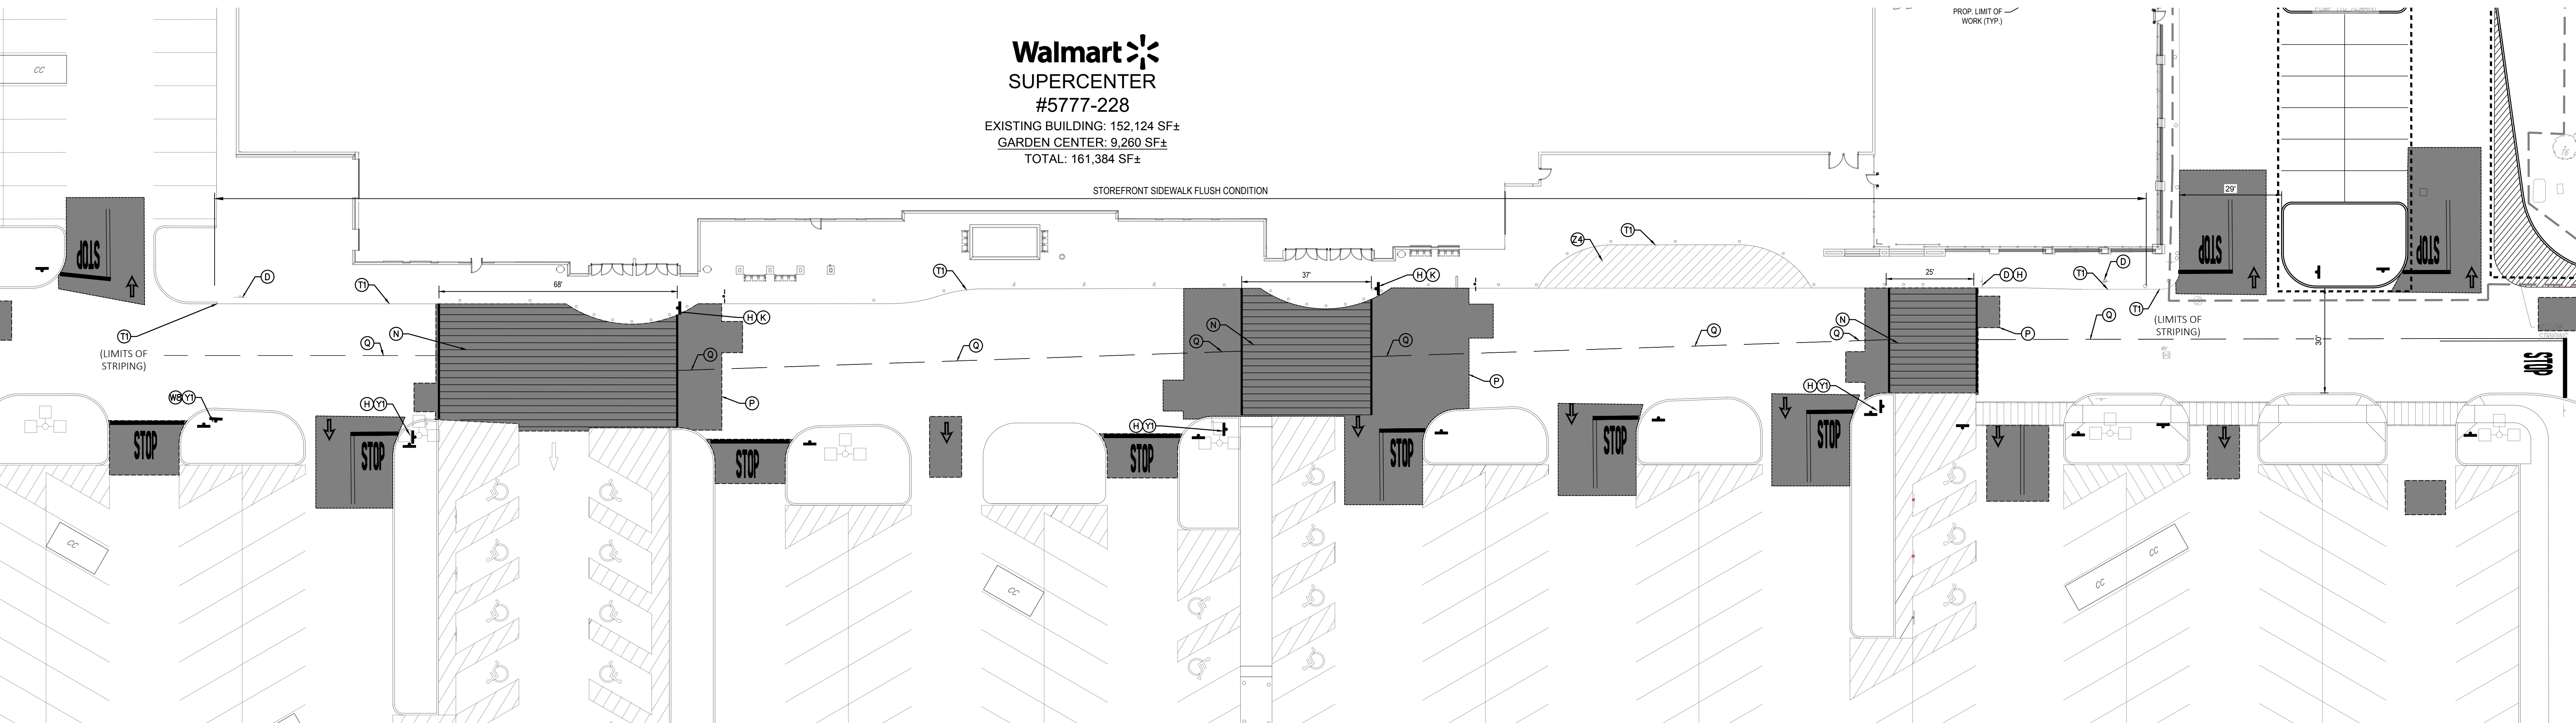 PROP. LIMIT OF
WORK (TYP.)
Walmart
SUPERCENTER
#5777-228
EXISTING BUILDING: 152,124 SF±
GARDEN CENTER: 9,260 SF±
TOTAL: 161,384 SF±
STOREFRONT SIDEWALK FLUSH CONDITION
CC
STOP
D
T1
T1
(LIMITS OF
STRIPING)
Q
N
68'
H K
Q
P
T1
Q
37'
N
Q
H K
Q
P
Z4
T1
Q
25'
N
Q
D H
P
T1
D
T1
Q
(LIMITS OF
STRIPING)
29'
30'
STOP
STOP
STOP
W8 Y1
STOP
H Y1
STOP
STOP
H Y1
STOP
STOP
STOP
H Y1
STOP
CC
CC
CC
CC